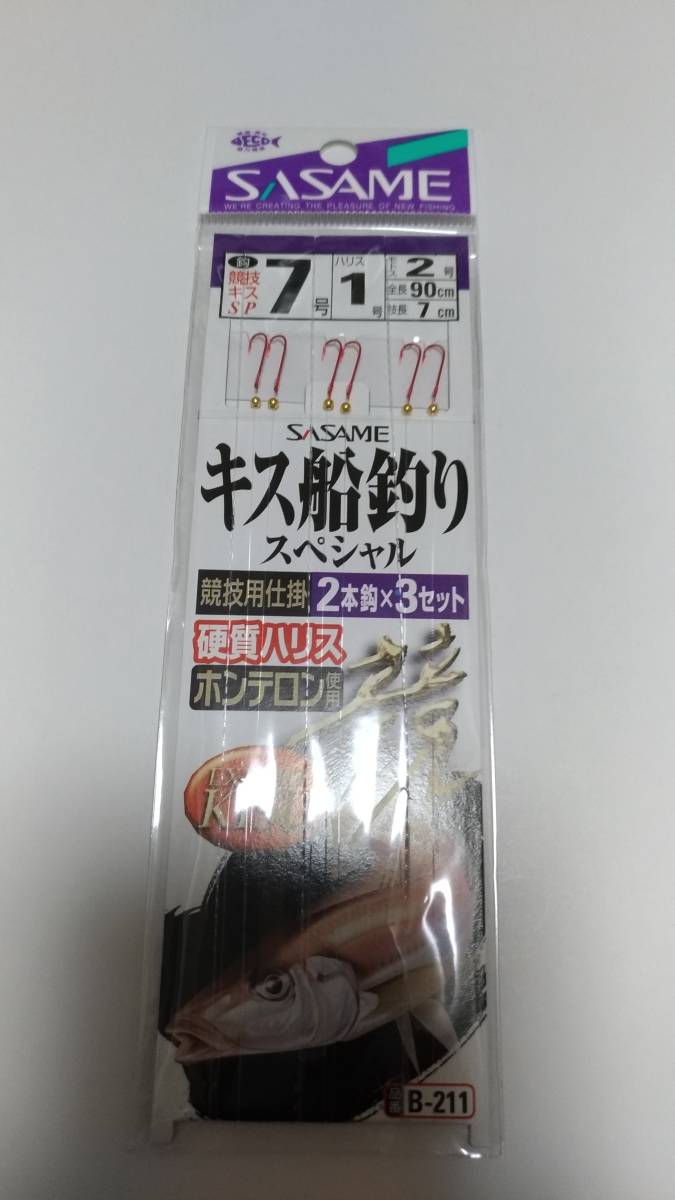 SASAME
WE'RE CREATING THE PLEASURE OF NEW FISHING
鈎
競技
キス
SP
7号
ハリス
1号
モトス 2号
全長 90cm
枝長 7cm
SASAME
キス船釣り
スペシャル
競技用仕掛 2本鈎×3セット
硬質ハリス
ホンテロン使用
品番 B-211